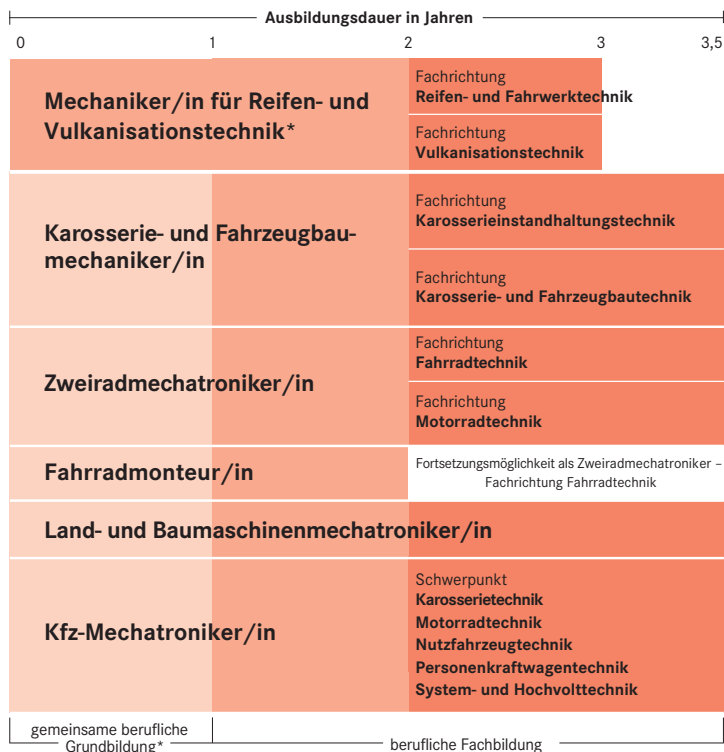 Ausbildungsdauer in Jahren
0 1 2 3 3,5
Mechaniker/in für Reifen- und
Vulkanisationstechnik*
Fachrichtung
Reifen- und Fahrwerktechnik
Fachrichtung
Vulkanisationstechnik
Karosserie- und Fahrzeugbau-
mechaniker/in
Fachrichtung
Karosserieinstandhaltungstechnik
Fachrichtung
Karosserie- und Fahrzeugbautechnik
Zweiradmechatroniker/in
Fachrichtung
Fahrradtechnik
Fachrichtung
Motorradtechnik
Fahrradmonteur/in
Fortsetzungsmöglichkeit als Zweiradmechatroniker –
Fachrichtung Fahrradtechnik
Land- und Baumaschinenmechatroniker/in
Kfz-Mechatroniker/in
Schwerpunkt
Karosserietechnik
Motorradtechnik
Nutzfahrzeugtechnik
Personenkraftwagentechnik
System- und Hochvolttechnik
gemeinsame berufliche
Grundbildung*
berufliche Fachbildung